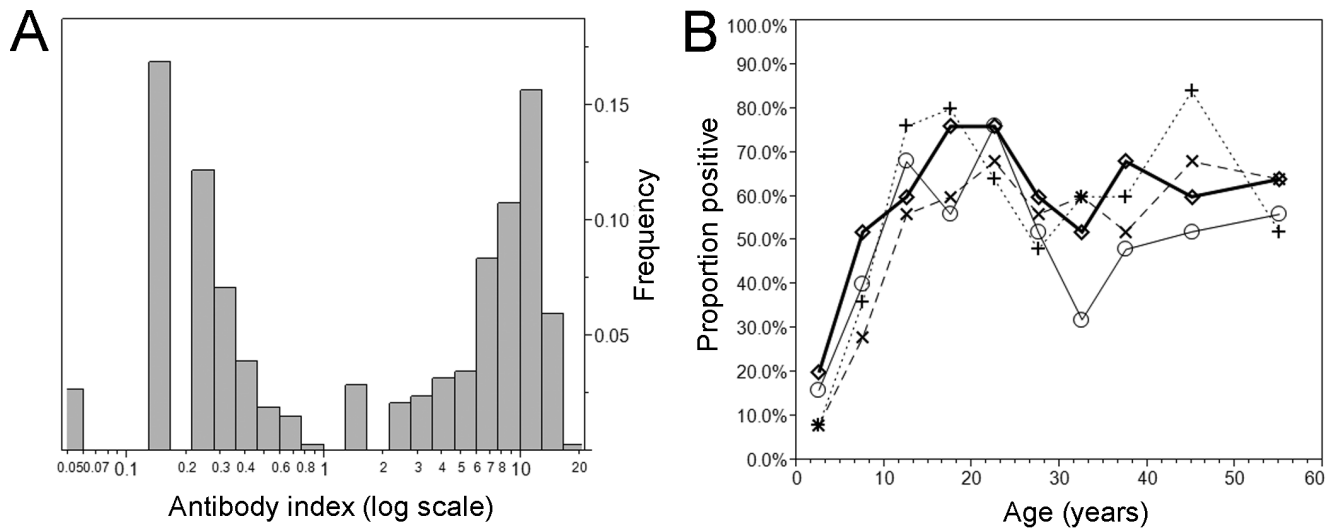 A
0.15
0.10
0.05
Frequency
0.050.07 0.1 0.2 0.3 0.4 0.6 0.8 1 2 3 4 5 6 7 8 10 20
Antibody index (log scale)
B
100.0%
90.0%
80.0%
70.0%
60.0%
50.0%
40.0%
30.0%
20.0%
10.0%
0.0%
Proportion positive
0 10 20 30 40 50 60
Age (years)